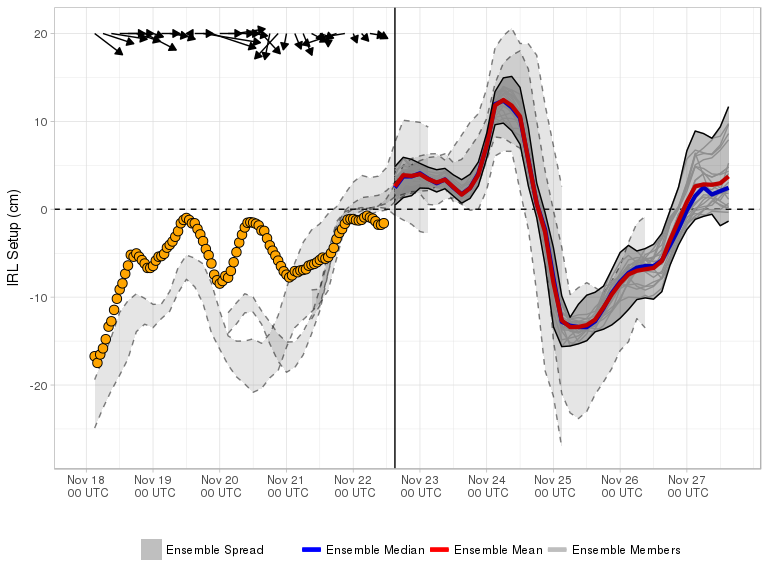 IRL Setup (cm)
20
10
0
-10
-20
Nov 18 Nov 19 Nov 20 Nov 21 Nov 22 Nov 23 Nov 24 Nov 25 Nov 26 Nov 27
00 UTC 00 UTC 00 UTC 00 UTC 00 UTC 00 UTC 00 UTC 00 UTC 00 UTC 00 UTC
Ensemble Spread Ensemble Median Ensemble Mean Ensemble Members